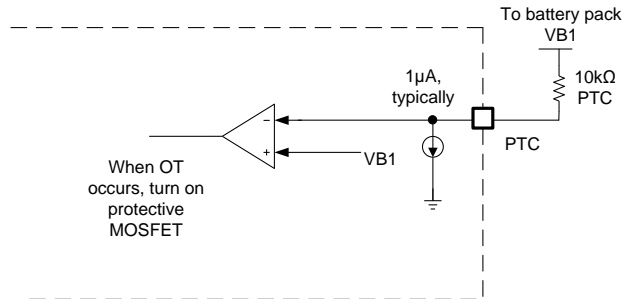 To battery pack
VB1
10kΩ
PTC
1µA,
typically
−
+
VB1
PTC
When OT
occurs, turn on
protective
MOSFET